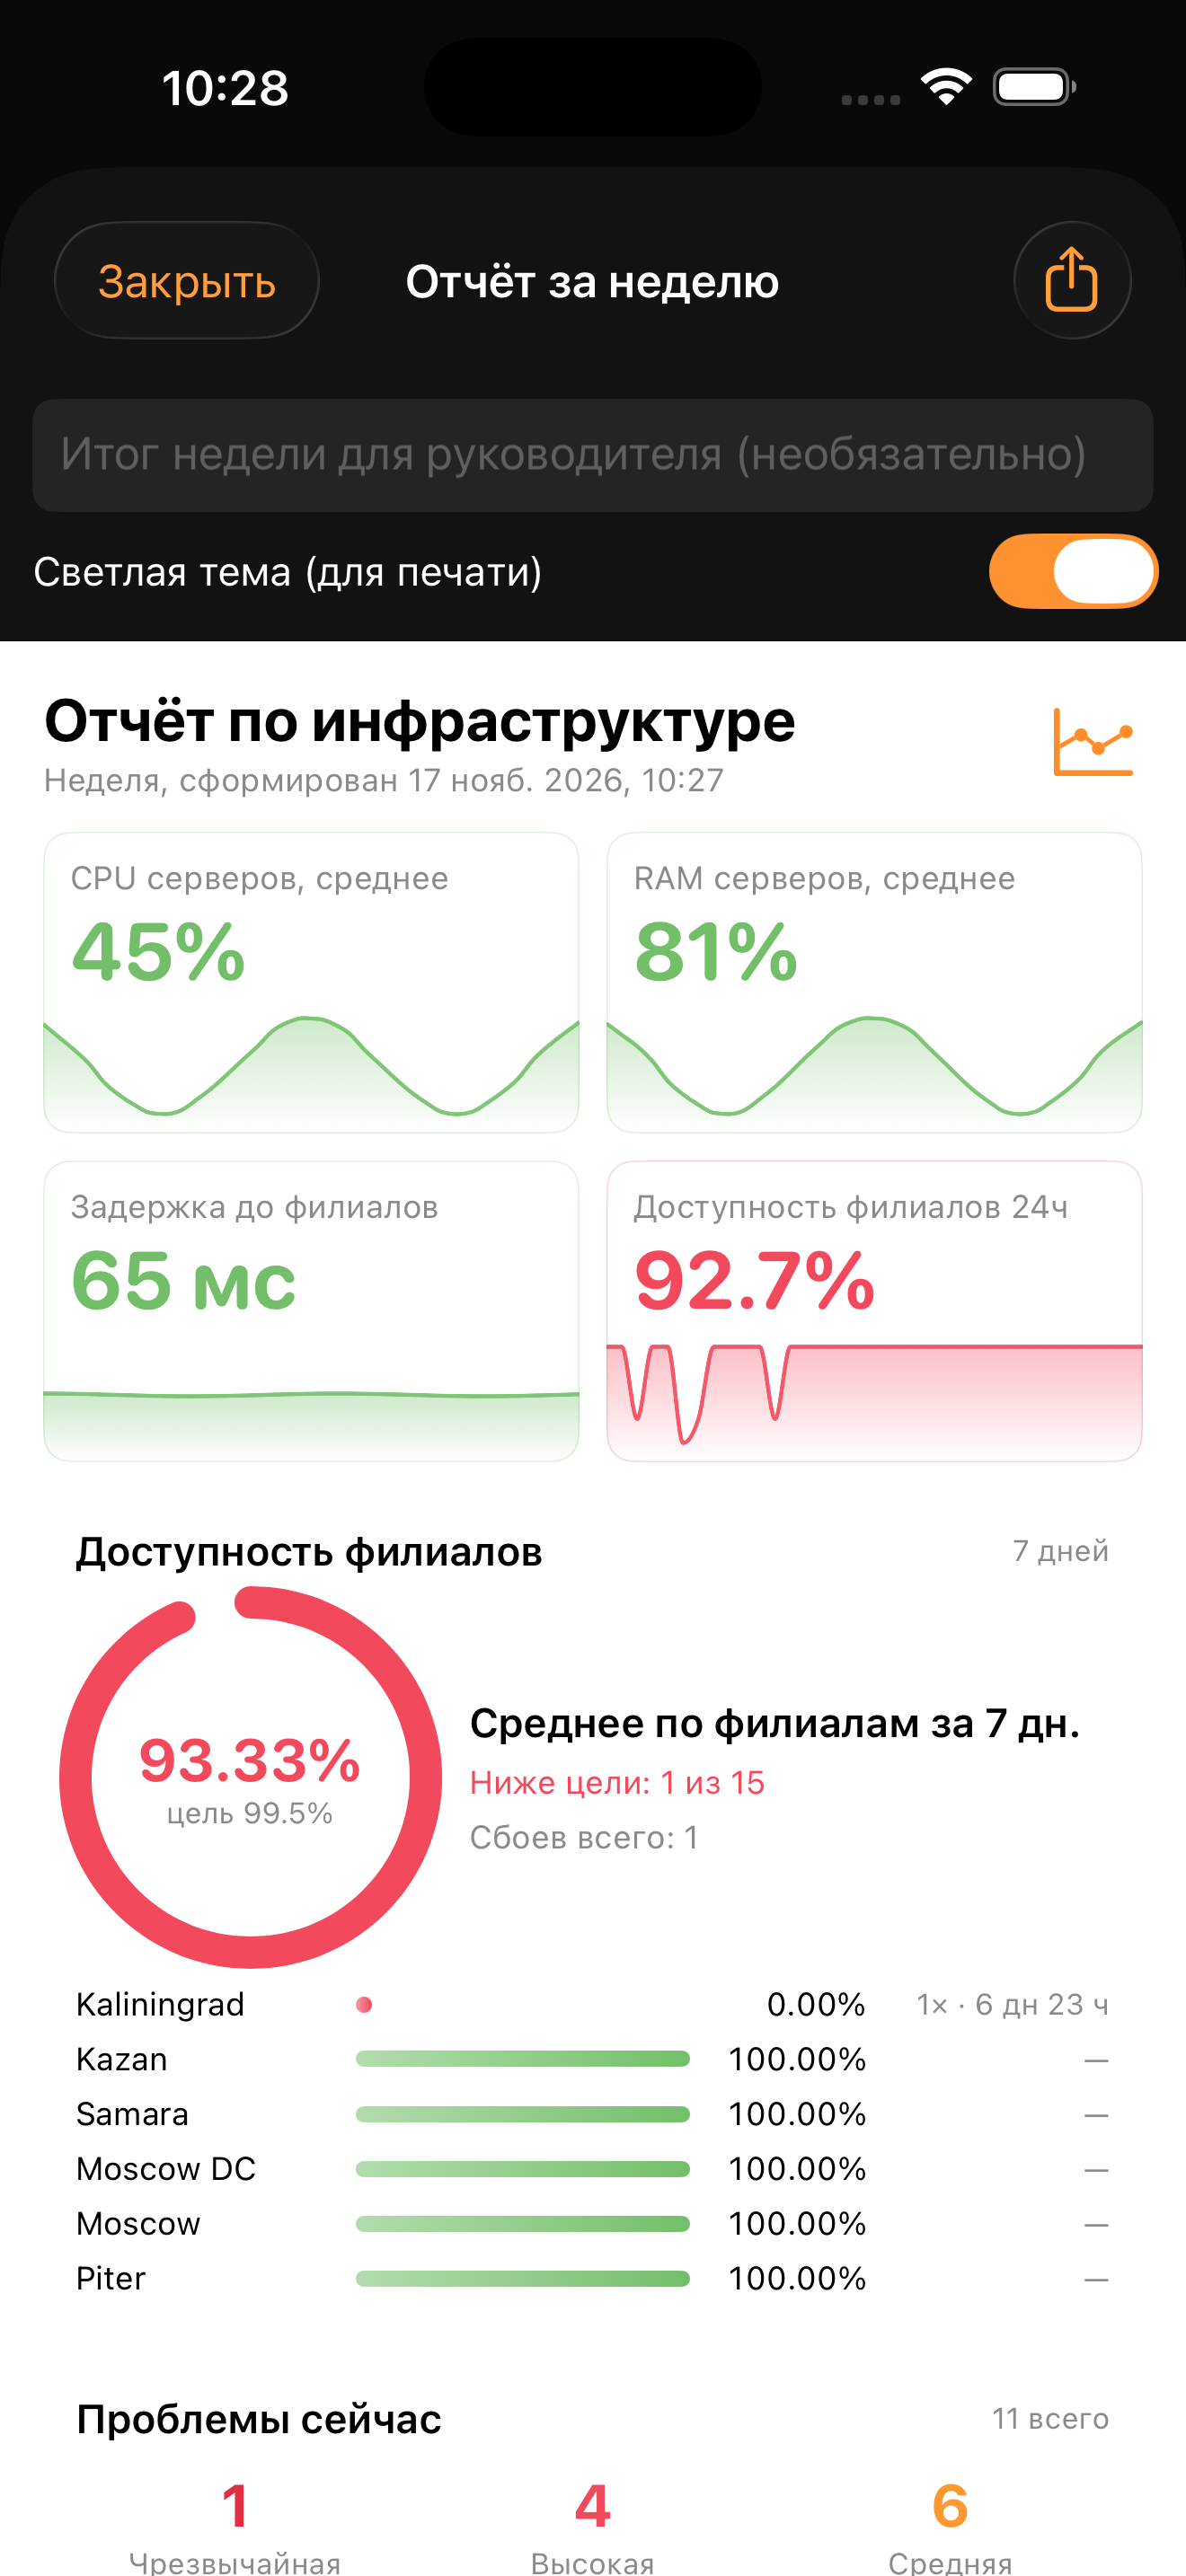 10:28
Закрыть
Отчёт за неделю
Итог недели для руководителя (необязательно)
Светлая тема (для печати)
Отчёт по инфраструктуре
Неделя, сформирован 17 нояб. 2026, 10:27
CPU серверов, среднее
45%
RAM серверов, среднее
81%
Задержка до филиалов
65 мс
Доступность филиалов 24ч
92.7%
Доступность филиалов
7 дней
93.33%
цель 99.5%
Среднее по филиалам за 7 дн.
Ниже цели: 1 из 15
Сбоев всего: 1
Kaliningrad 0.00% 1× · 6 дн 23 ч
Kazan 100.00% —
Samara 100.00% —
Moscow DC 100.00% —
Moscow 100.00% —
Piter 100.00% —
Проблемы сейчас
11 всего
1 4 6
Чрезвычайная Высокая Средняя